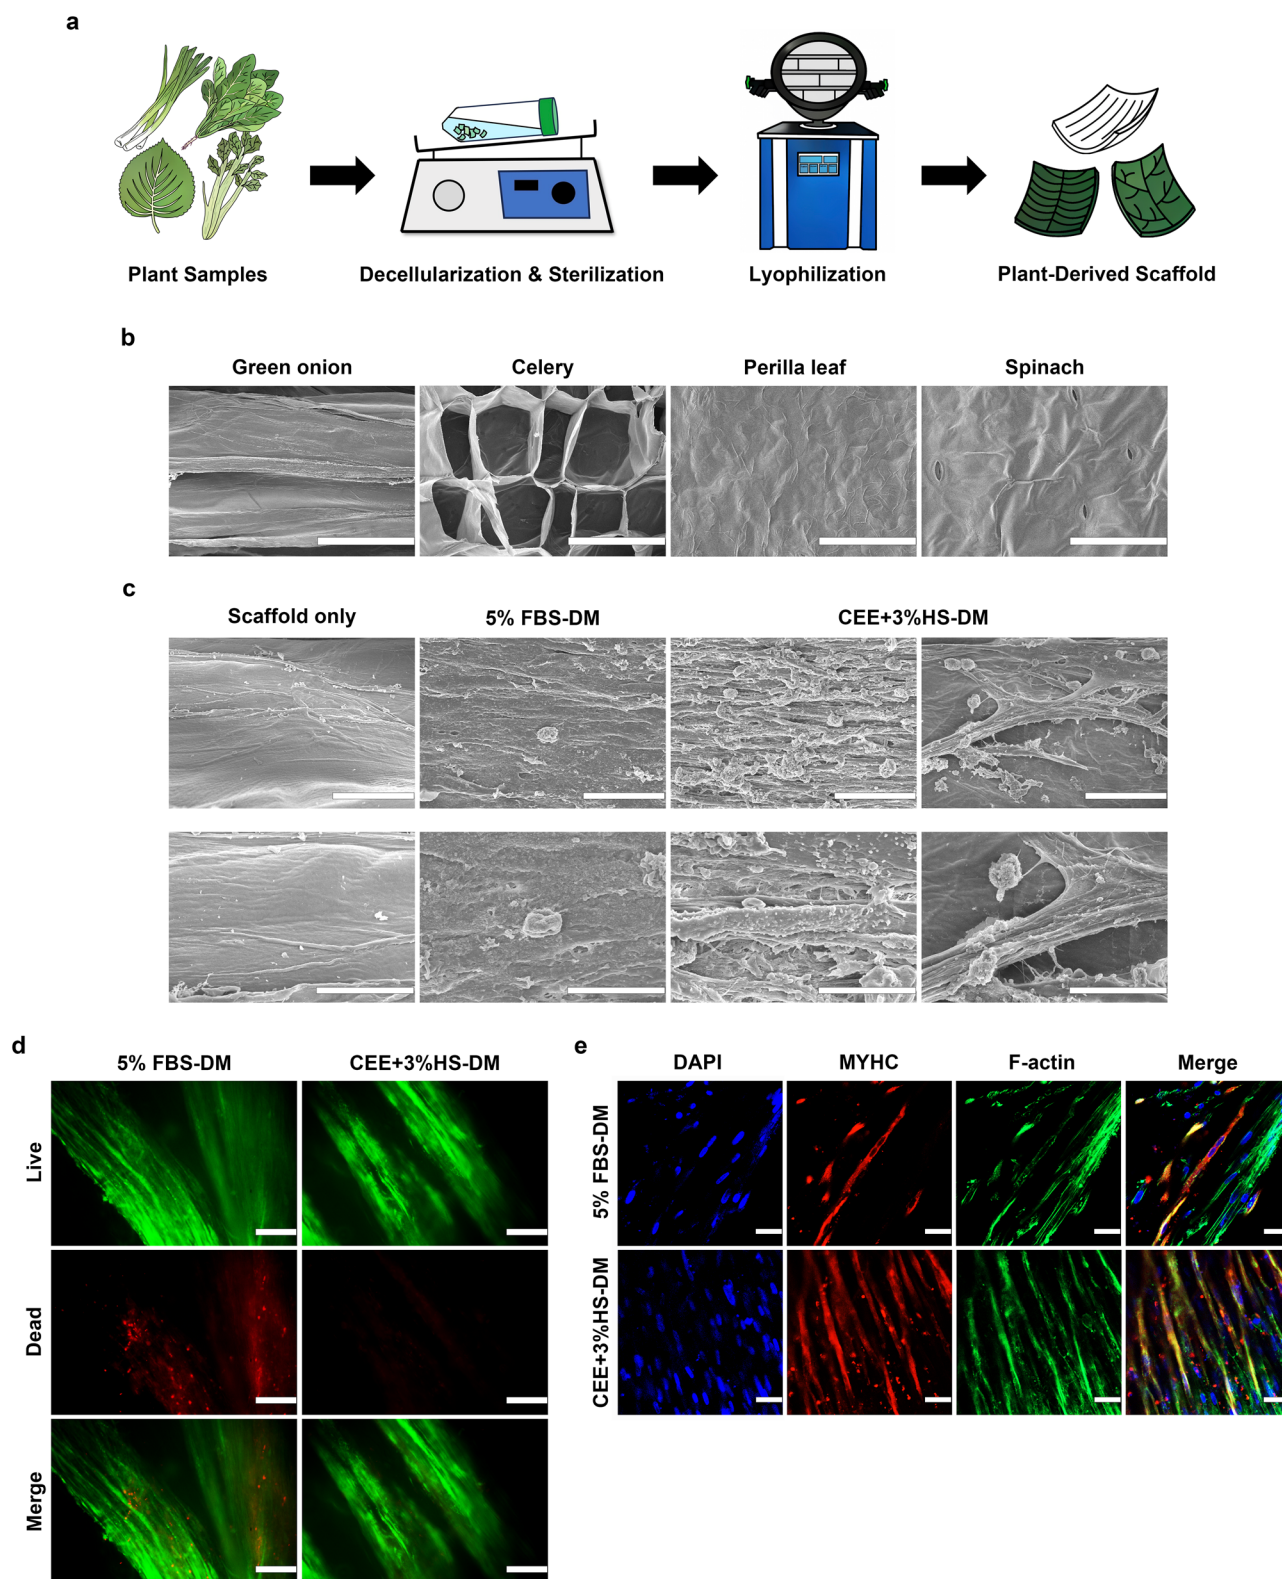 a
Plant Samples
Decellularization & Sterilization
Lyophilization
Plant-Derived Scaffold
b
Green onion
Celery
Perilla leaf
Spinach
c
Scaffold only
5% FBS-DM
CEE+3%HS-DM
d
5% FBS-DM
CEE+3%HS-DM
Live
Dead
Merge
e
DAPI
MYHC
F-actin
Merge
5% FBS-DM
CEE+3%HS-DM